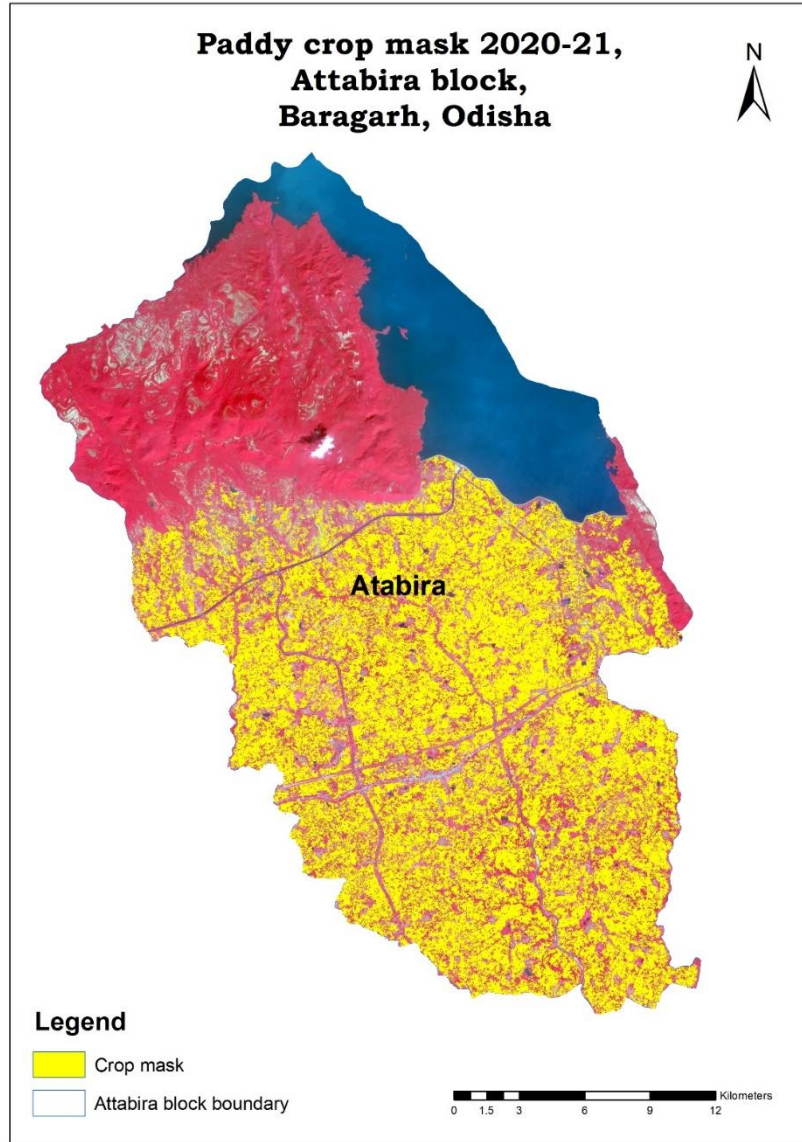 Paddy crop mask 2020-21,
Attabira block,
Baragarh, Odisha
N
Atabira
Legend
Crop mask
Attabira block boundary
Kilometers
0 1.5 3 6 9 12